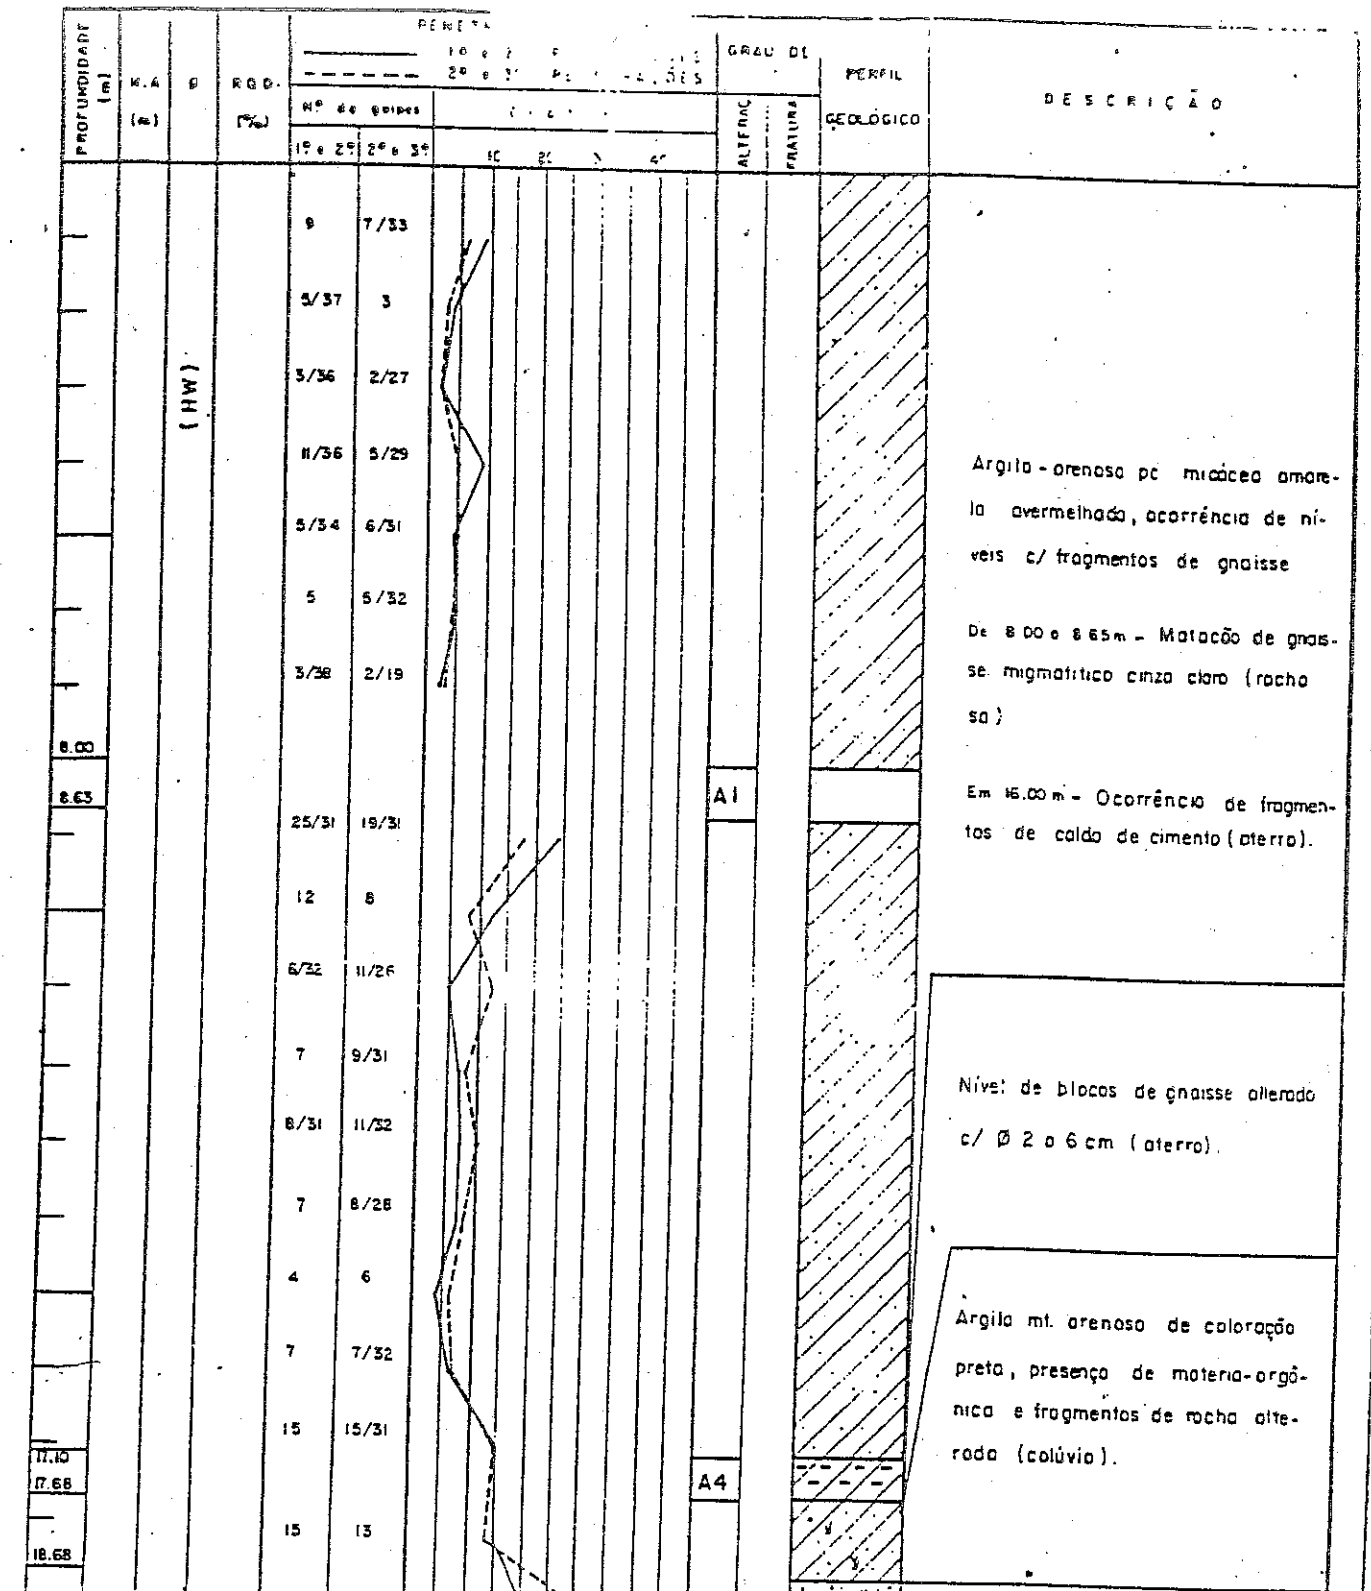 PROFUNDIDADE (m)
N.A (m)
R.Q.D. (%)
GRAU DE
ALTERAÇ
FRATURA
PERFIL GEOLÓGICO
DESCRIÇÃO
Nº de golpes
1º e 2º 2º e 3º
10
(HW)
9 7/33
5/37 3
3/36 2/27
11/36 5/29
5/34 6/31
5 5/32
3/38 2/19
8.00
8.63
A1
25/31 19/31
12 8
6/32 11/26
7 9/31
8/31 11/32
7 8/28
4 6
7 7/32
15 15/31
17.10
17.68
A4
15 13
18.68
Argila-arenosa pc micácea amare-
la avermelhada, ocorrência de ní-
veis c/ fragmentos de gnaisse
De 8.00 a 8.65m - Matacão de gnais-
se migmatítico cinza claro (rocha
sa)
Em 16.00m - Ocorrência de fragmen-
tos de calda de cimento (aterro).
Nível de blocos de gnaisse alterado
c/ Ø 2 a 6 cm (aterro).
Argila mt. arenosa de coloração
preta, presença de materia-orgâ-
nica e fragmentos de rocha alte-
rada (colúvio).